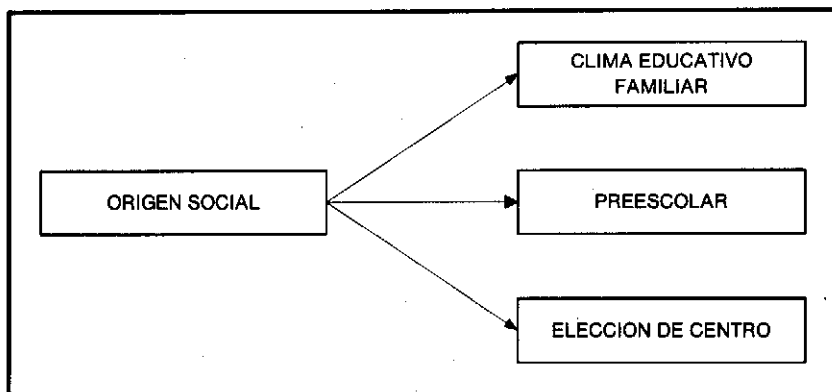 CLIMA EDUCATIVO
FAMILIAR
ORIGEN SOCIAL
PREESCOLAR
ELECCION DE CENTRO